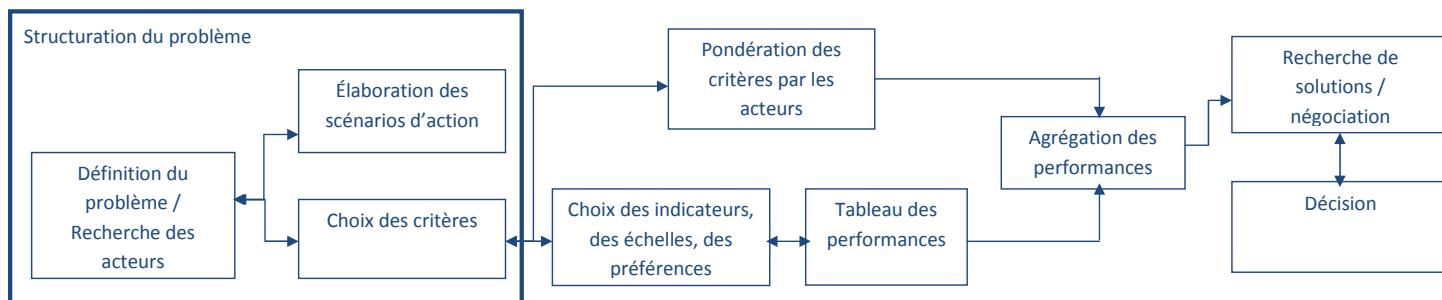 Structuration du problème
Élaboration des
scénarios d’action
Définition du
problème /
Recherche des
acteurs
Choix des critères
Pondération des
critères par les
acteurs
Choix des indicateurs,
des échelles, des
préférences
Tableau des
performances
Agrégation des
performances
Recherche de
solutions /
négociation
Décision